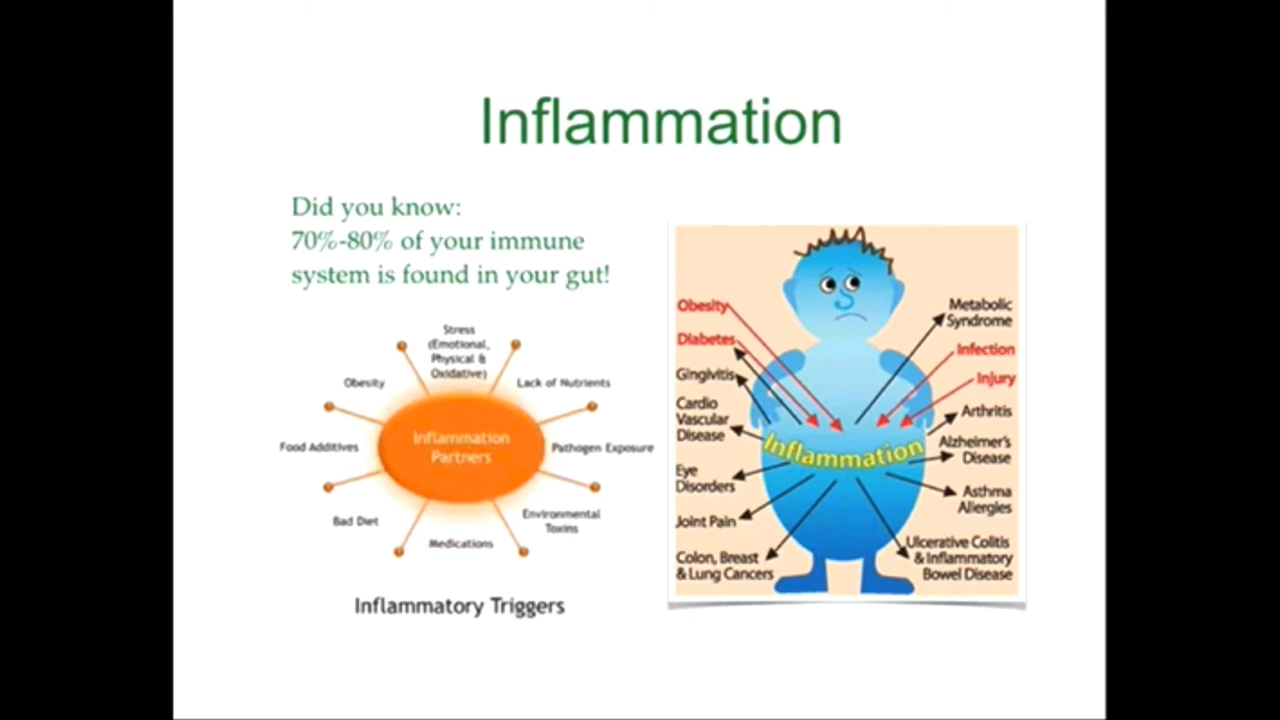 Inflammation
Did you know:
70%-80% of your immune
system is found in your gut!
Stress
(Emotional,
Physical &
Oxidative)
Obesity
Lack of Nutrients
Food Additives
Inflammation
Partners
Pathogen Exposure
Bad Diet
Environmental
Toxins
Medications
Inflammatory Triggers
Obesity
Diabetes
Gingivitis
Cardio
Vascular
Disease
Eye
Disorders
Joint Pain
Colon, Breast
& Lung Cancers
Inflammation
Metabolic
Syndrome
Infection
Injury
Arthritis
Alzheimer's
Disease
Asthma
Allergies
Ulcerative Colitis
& Inflammatory
Bowel Disease